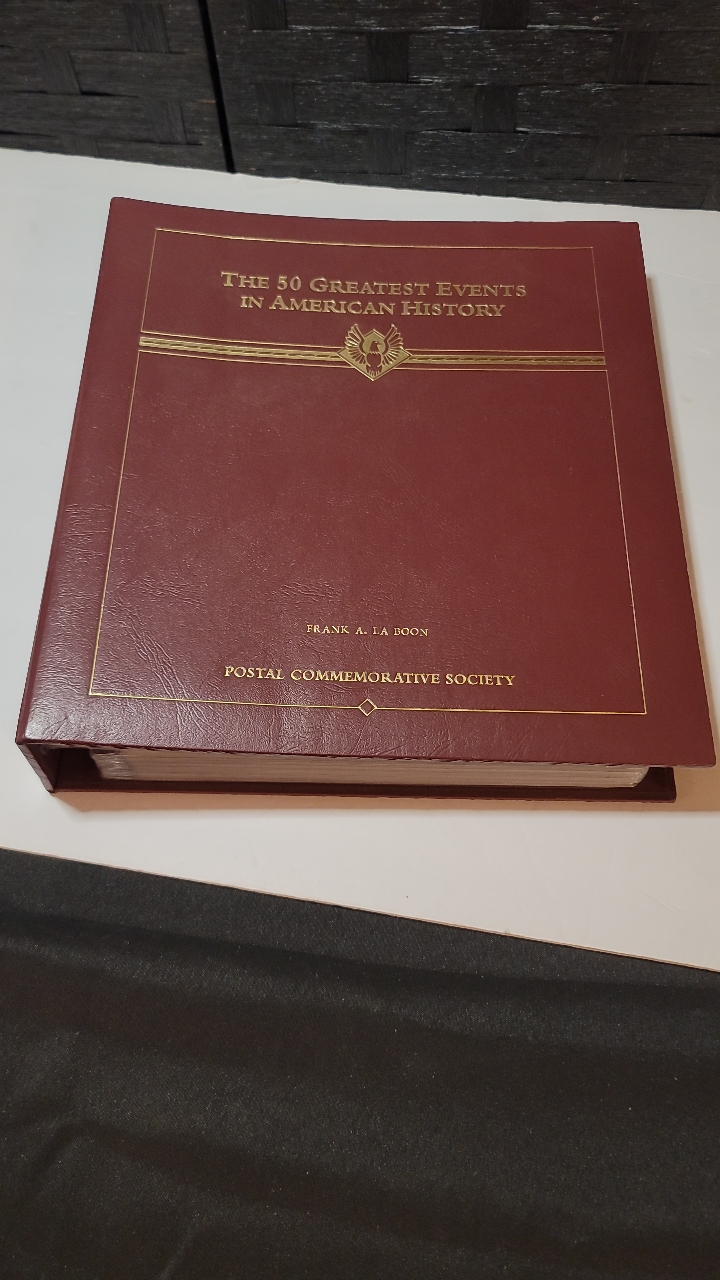 THE 50 GREATEST EVENTS
IN AMERICAN HISTORY
FRANK A. LA BOON
POSTAL COMMEMORATIVE SOCIETY